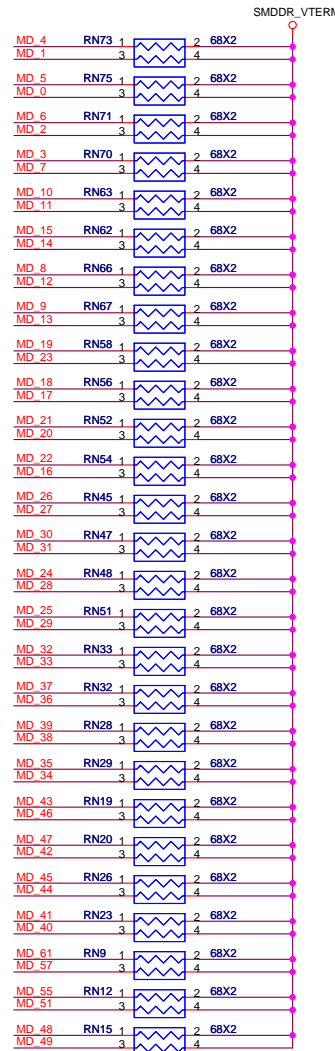 SMDDR_VTERM
MD_4 RN73 1 2 68X2
MD_1 3 4
MD_5 RN75 1 2 68X2
MD_0 3 4
MD_6 RN71 1 2 68X2
MD_2 3 4
MD_3 RN70 1 2 68X2
MD_7 3 4
MD_10 RN63 1 2 68X2
MD_11 3 4
MD_15 RN62 1 2 68X2
MD_14 3 4
MD_8 RN66 1 2 68X2
MD_12 3 4
MD_9 RN67 1 2 68X2
MD_13 3 4
MD_19 RN58 1 2 68X2
MD_23 3 4
MD_18 RN56 1 2 68X2
MD_17 3 4
MD_21 RN52 1 2 68X2
MD_20 3 4
MD_22 RN54 1 2 68X2
MD_16 3 4
MD_26 RN45 1 2 68X2
MD_27 3 4
MD_30 RN47 1 2 68X2
MD_31 3 4
MD_24 RN48 1 2 68X2
MD_28 3 4
MD_25 RN51 1 2 68X2
MD_29 3 4
MD_32 RN33 1 2 68X2
MD_33 3 4
MD_37 RN32 1 2 68X2
MD_36 3 4
MD_39 RN28 1 2 68X2
MD_38 3 4
MD_35 RN29 1 2 68X2
MD_34 3 4
MD_43 RN19 1 2 68X2
MD_46 3 4
MD_47 RN20 1 2 68X2
MD_42 3 4
MD_45 RN26 1 2 68X2
MD_44 3 4
MD_41 RN23 1 2 68X2
MD_40 3 4
MD_61 RN9 1 2 68X2
MD_57 3 4
MD_55 RN12 1 2 68X2
MD_51 3 4
MD_48 RN15 1 2 68X2
MD_49 3 4